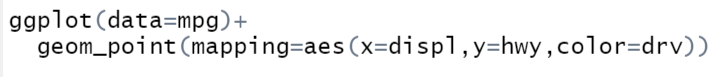 ggplot(data=mpg)+
  geom_point(mapping=aes(x=displ,y=hwy,color=drv))